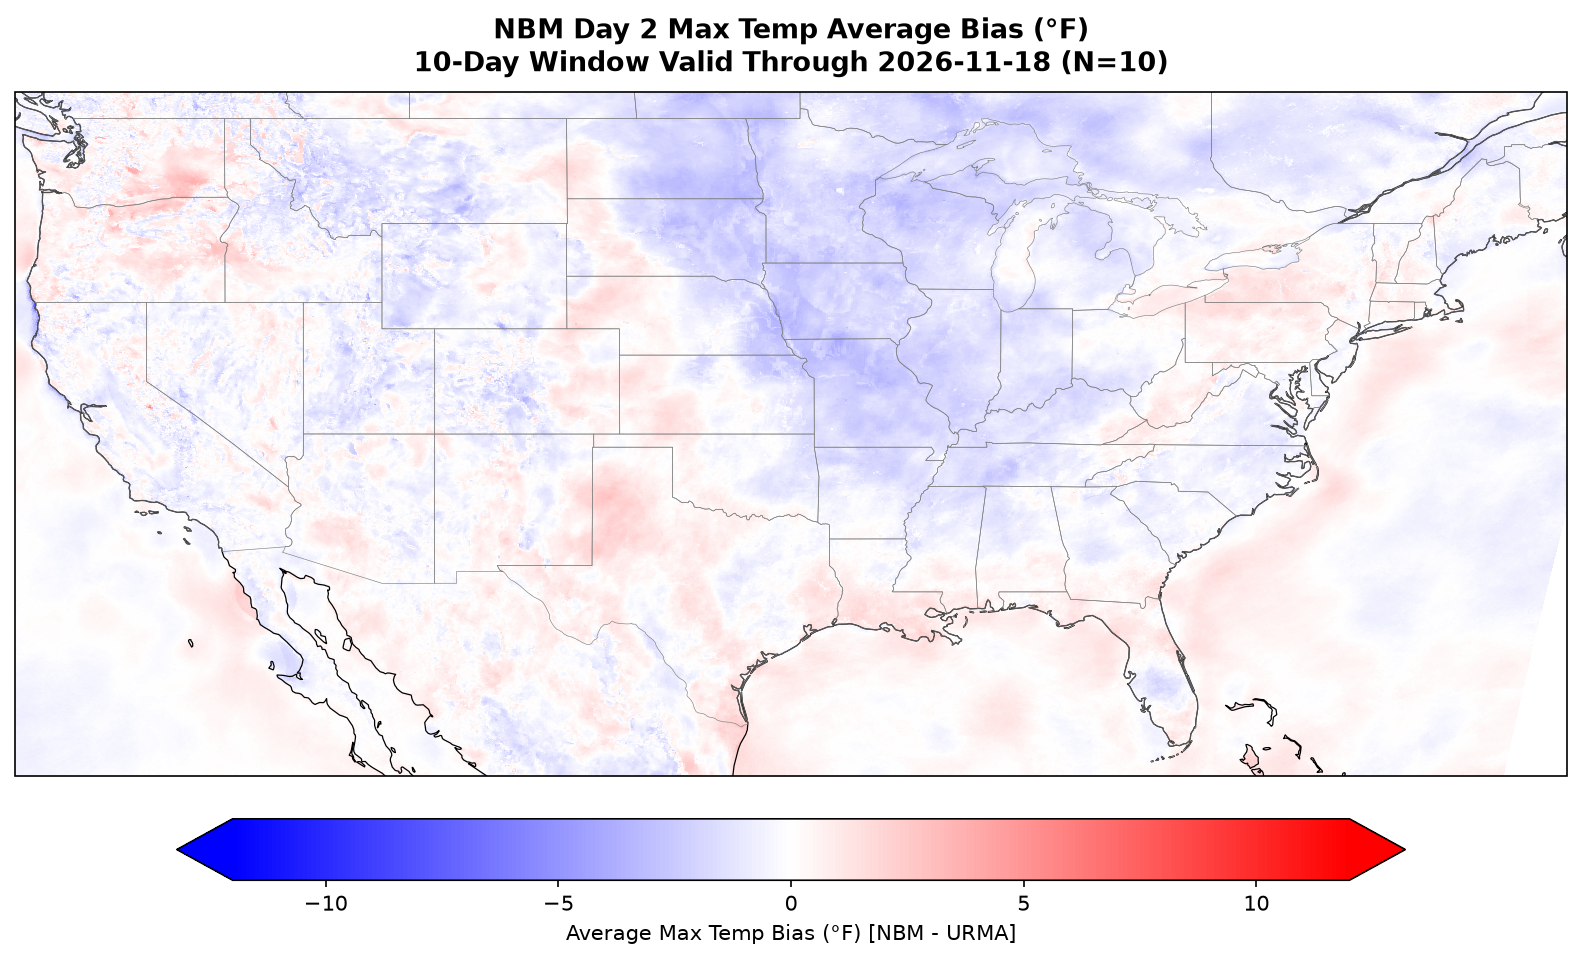 NBM Day 2 Max Temp Average Bias (°F)
10-Day Window Valid Through 2026-11-18 (N=10)
−10 −5 0 5 10
Average Max Temp Bias (°F) [NBM - URMA]